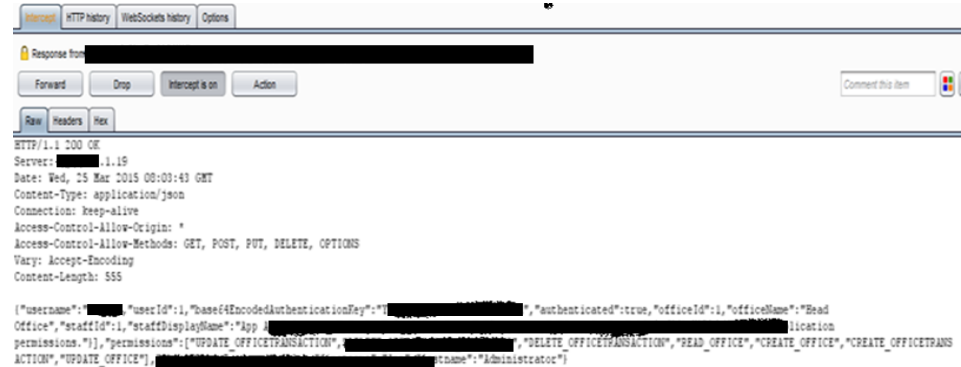 Intercept HTTP history WebSockets history Options
Response from
Forward Drop Intercept is on Action Comment this item
Raw Headers Hex
HTTP/1.1 200 OK
Server: .1.19
Date: Wed, 25 Mar 2015 08:03:43 GMT
Content-Type: application/json
Connection: keep-alive
Access-Control-Allow-Origin: *
Access-Control-Allow-Methods: GET, POST, PUT, DELETE, OPTIONS
Vary: Accept-Encoding
Content-Length: 555
{"username":" ,"userId":1,"base64EncodedAuthenticationKey":"T ","authenticated":true,"officeId":1,"officeName":"Head
Office","staffId":1,"staffDisplayName":"App A lication
permissions."}],"permissions":["UPDATE_OFFICETRANSACTION", ","DELETE_OFFICETRANSACTION","READ_OFFICE","CREATE_OFFICE","CREATE_OFFICETRANS
ACTION","UPDATE_OFFICE"], stname":"Administrator"}